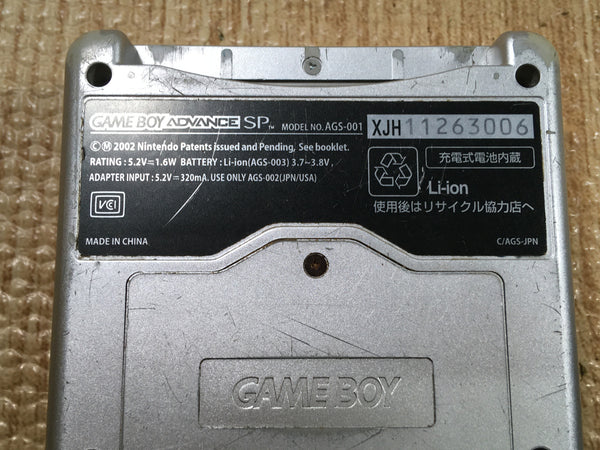 GAME BOY ADVANCE SP™ MODEL NO. AGS-001 XJH11263006
©Ⓜ 2002 Nintendo Patents issued and Pending, See booklet.
RATING : 5.2V⎓1.6W BATTERY : Li-ion(AGS-003) 3.7~3.8V,
ADAPTER INPUT : 5.2V⎓320mA. USE ONLY AGS-002(JPN/USA)
VCI
MADE IN CHINA
充電式電池内蔵
Li-ion
使用後はリサイクル協力店へ
C/AGS-JPN
GAME BOY